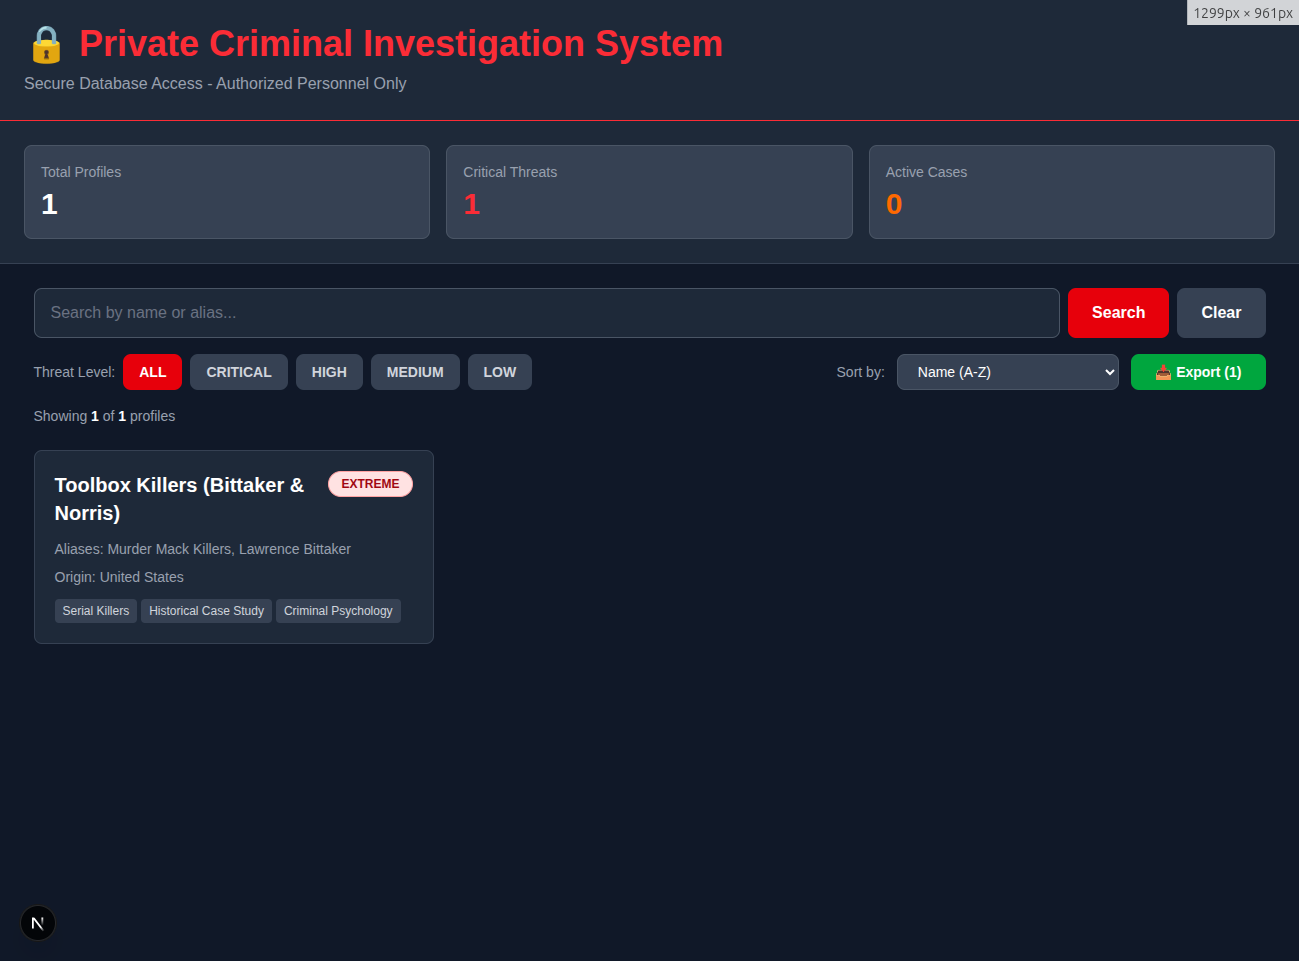 1299px × 961px
🔒 Private Criminal Investigation System
Secure Database Access - Authorized Personnel Only
Total Profiles
1
Critical Threats
1
Active Cases
0
Search by name or alias...
Search
Clear
Threat Level: ALL CRITICAL HIGH MEDIUM LOW
Sort by: Name (A-Z)
📥 Export (1)
Showing 1 of 1 profiles
Toolbox Killers (Bittaker &
Norris)
EXTREME
Aliases: Murder Mack Killers, Lawrence Bittaker
Origin: United States
Serial Killers Historical Case Study Criminal Psychology
N